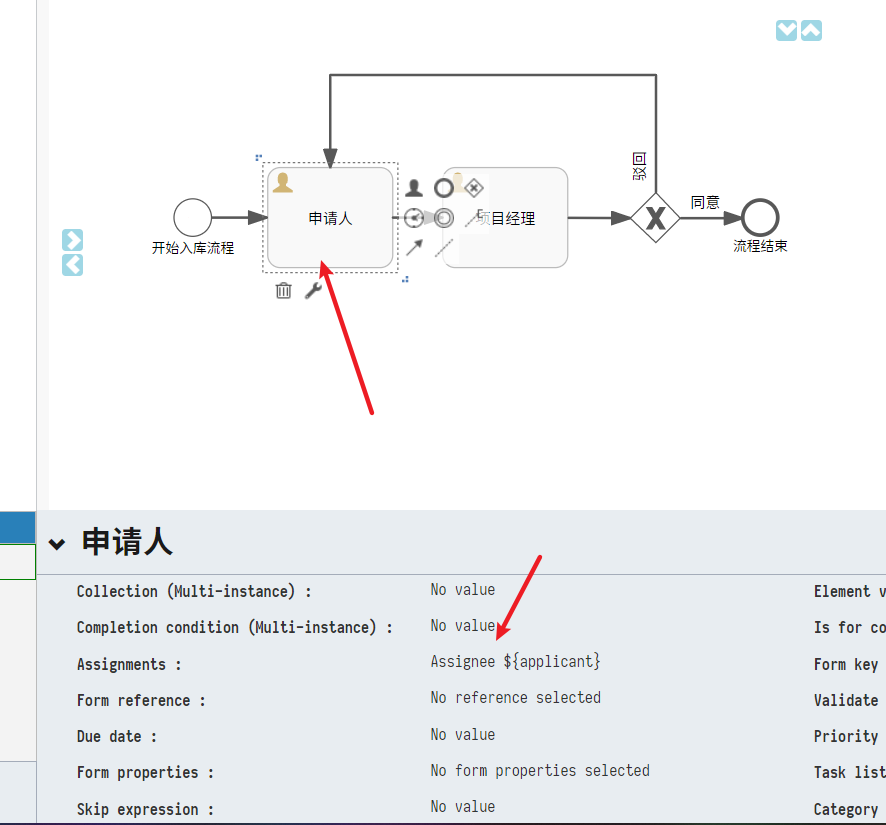 驳回
同意
申请人
项目经理
开始入库流程
流程结束
申请人
Collection (Multi-instance) :
No value
Element v
Completion condition (Multi-instance) :
No value
Is for co
Assignments :
Assignee ${applicant}
Form key
Form reference :
No reference selected
Validate
Due date :
No value
Priority
Form properties :
No form properties selected
Task list
Skip expression :
No value
Category